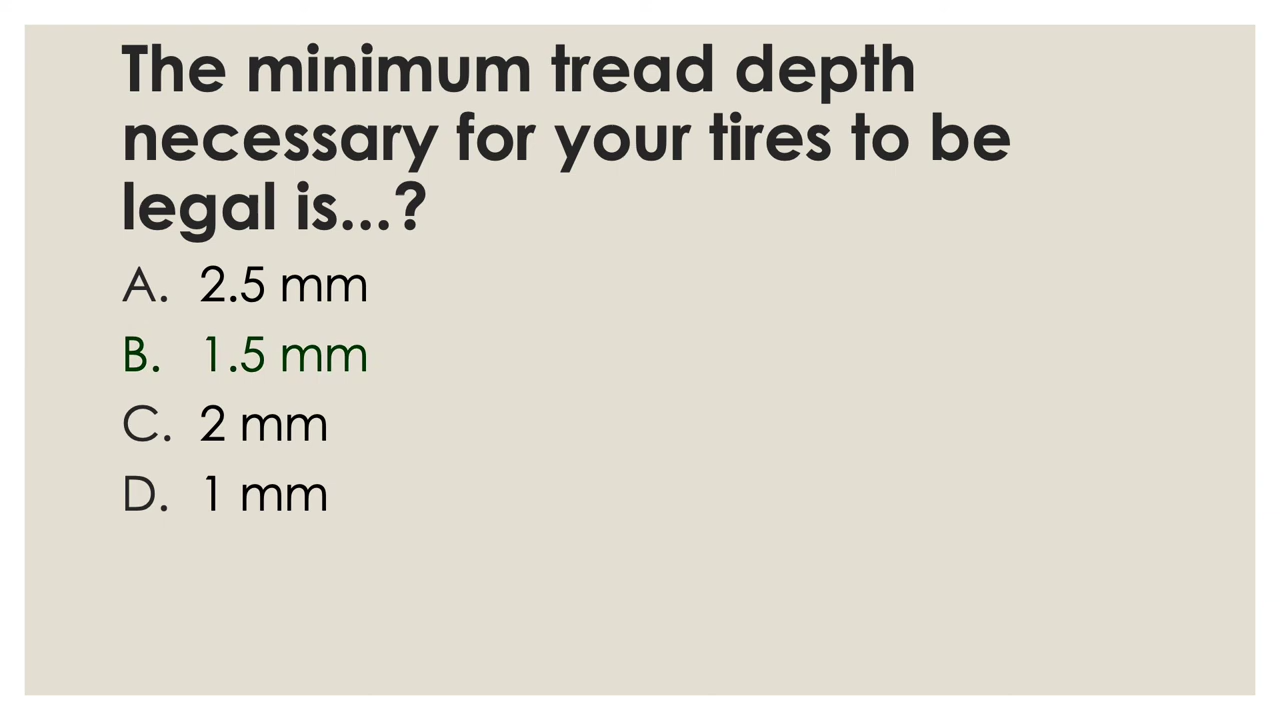 The minimum tread depth
necessary for your tires to be
legal is...?
A. 2.5 mm
B. 1.5 mm
C. 2 mm
D. 1 mm